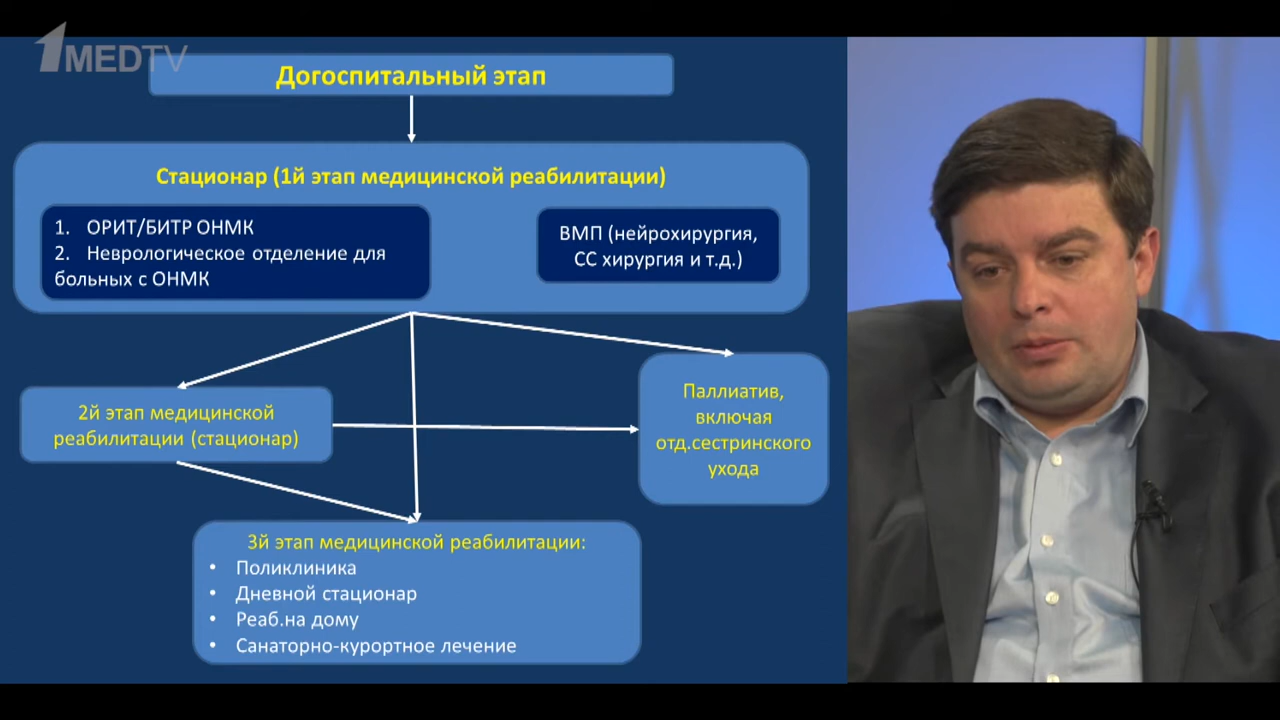 1MEDTV
Догоспитальный этап
Стационар (1й этап медицинской реабилитации)
1. ОРИТ/БИТР ОНМК
2. Неврологическое отделение для
больных с ОНМК
ВМП (нейрохирургия,
СС хирургия и т.д.)
2й этап медицинской
реабилитации (стационар)
Паллиатив,
включая
отд.сестринского
ухода
3й этап медицинской реабилитации:
• Поликлиника
• Дневной стационар
• Реаб.на дому
• Санаторно-курортное лечение